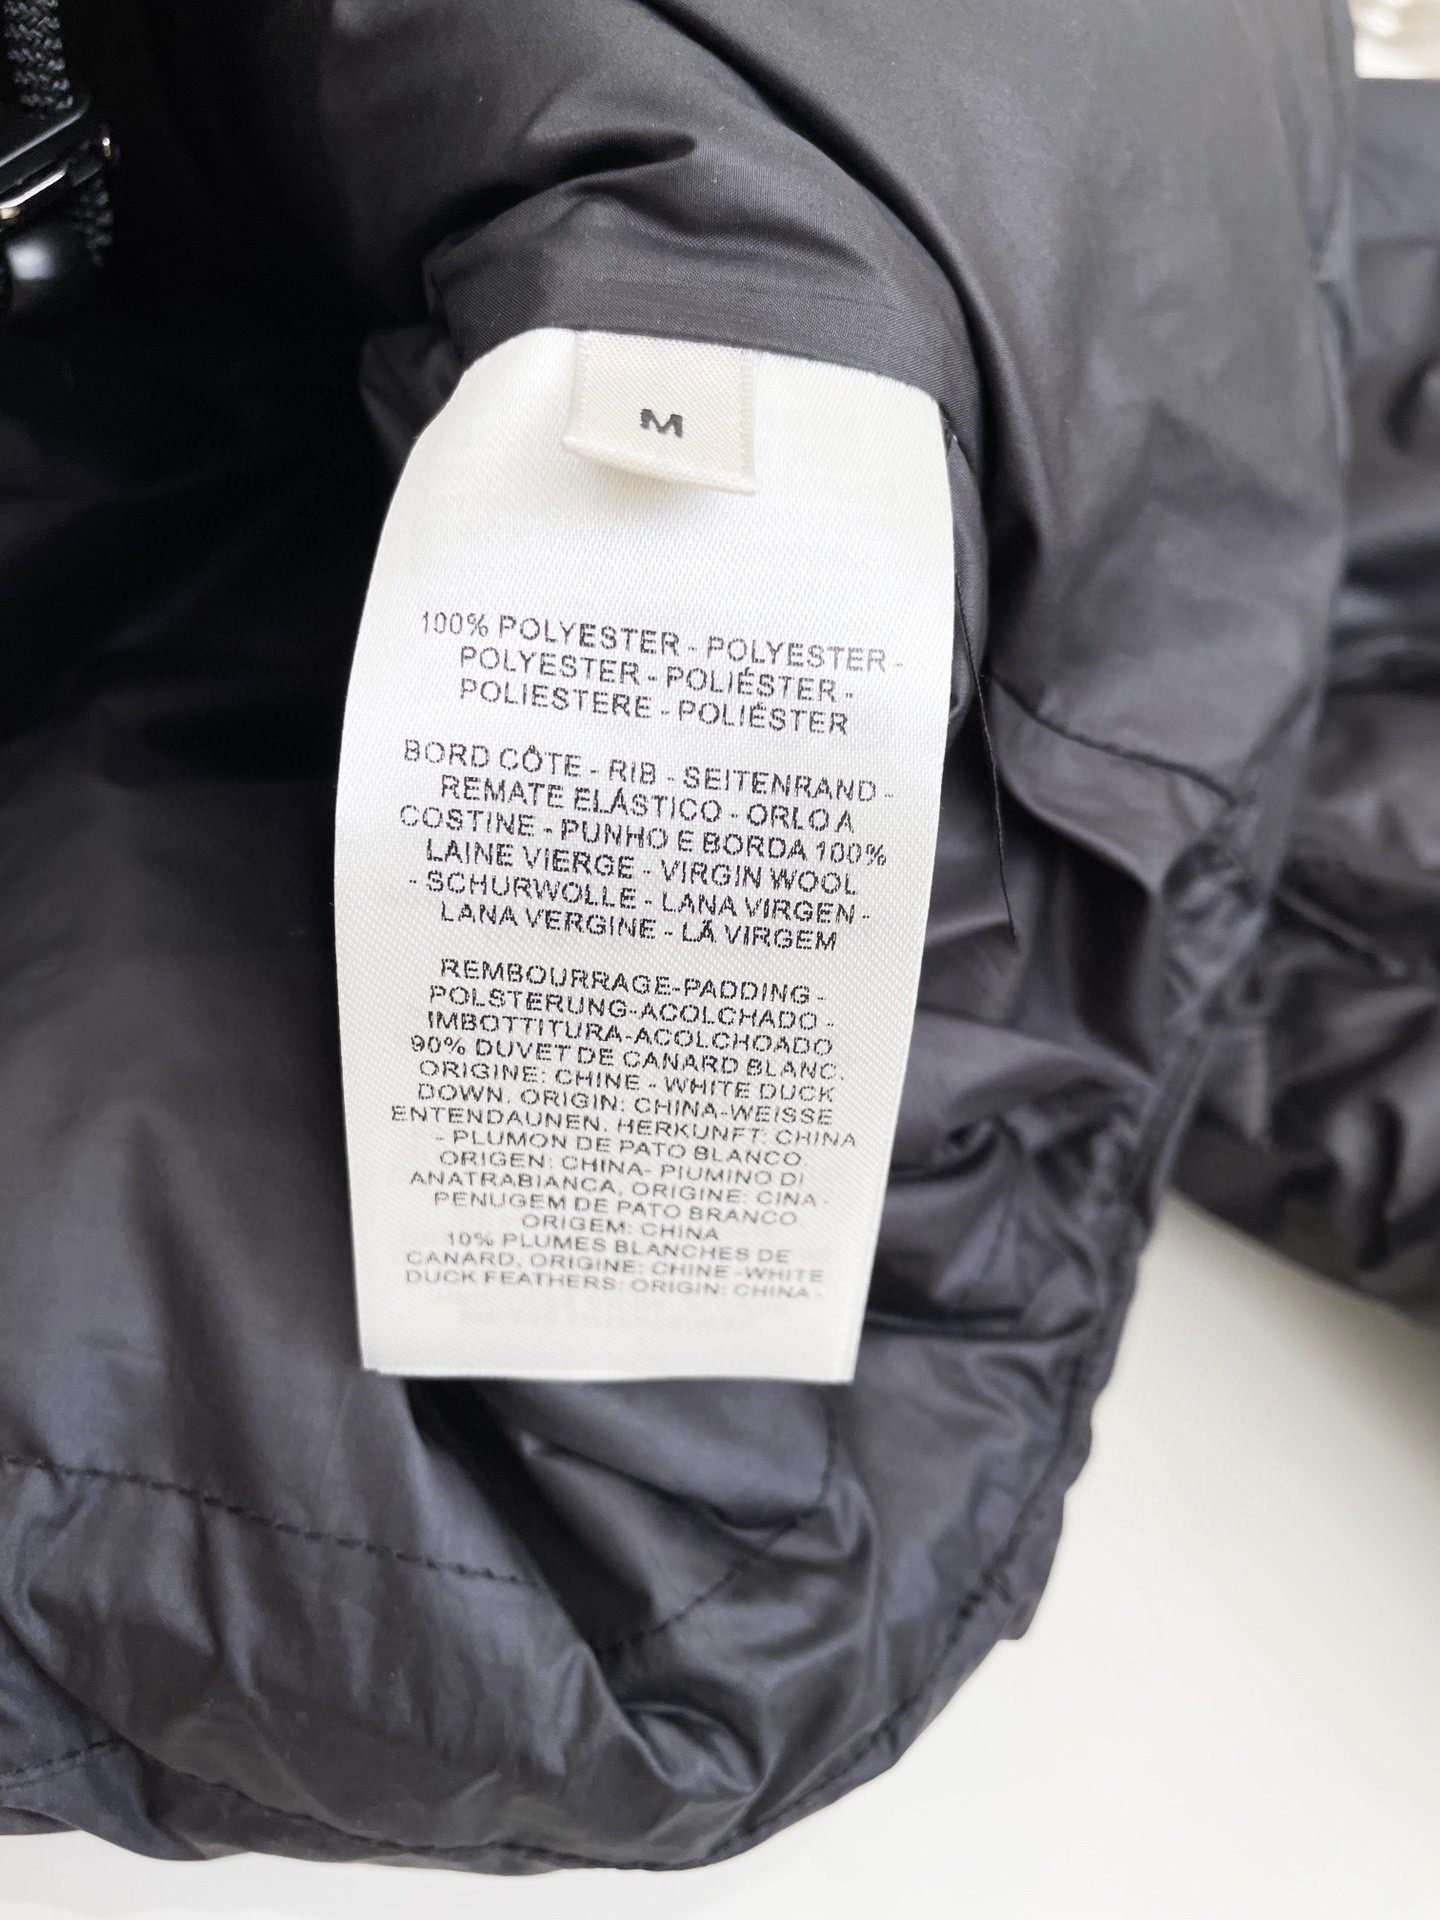 M
100% POLYESTER - POLYESTER -
POLYESTER - POLIÉSTER -
POLIESTERE - POLIÉSTER
BORD CÔTE - RIB - SEITENRAND -
REMATE ELÁSTICO - ORLO A
COSTINE - PUNHO E BORDA 100%
LAINE VIERGE - VIRGIN WOOL
- SCHURWOLLE - LANA VIRGEN -
LANA VERGINE - LÃ VIRGEM
REMBOURRAGE-PADDING -
POLSTERUNG-ACOLCHADO -
IMBOTTITURA-ACOLCHOADO
90% DUVET DE CANARD BLANC.
ORIGINE: CHINE - WHITE DUCK
DOWN. ORIGIN: CHINA-WEISSE
ENTENDAUNEN. HERKUNFT: CHINA
- PLUMON DE PATO BLANCO.
ORIGEN: CHINA- PIUMINO DI
ANATRABIANCA, ORIGINE: CINA -
PENUGEM DE PATO BRANCO.
ORIGEM: CHINA
10% PLUMES BLANCHES DE
CANARD, ORIGINE: CHINE -WHITE
DUCK FEATHERS: ORIGIN: CHINA -